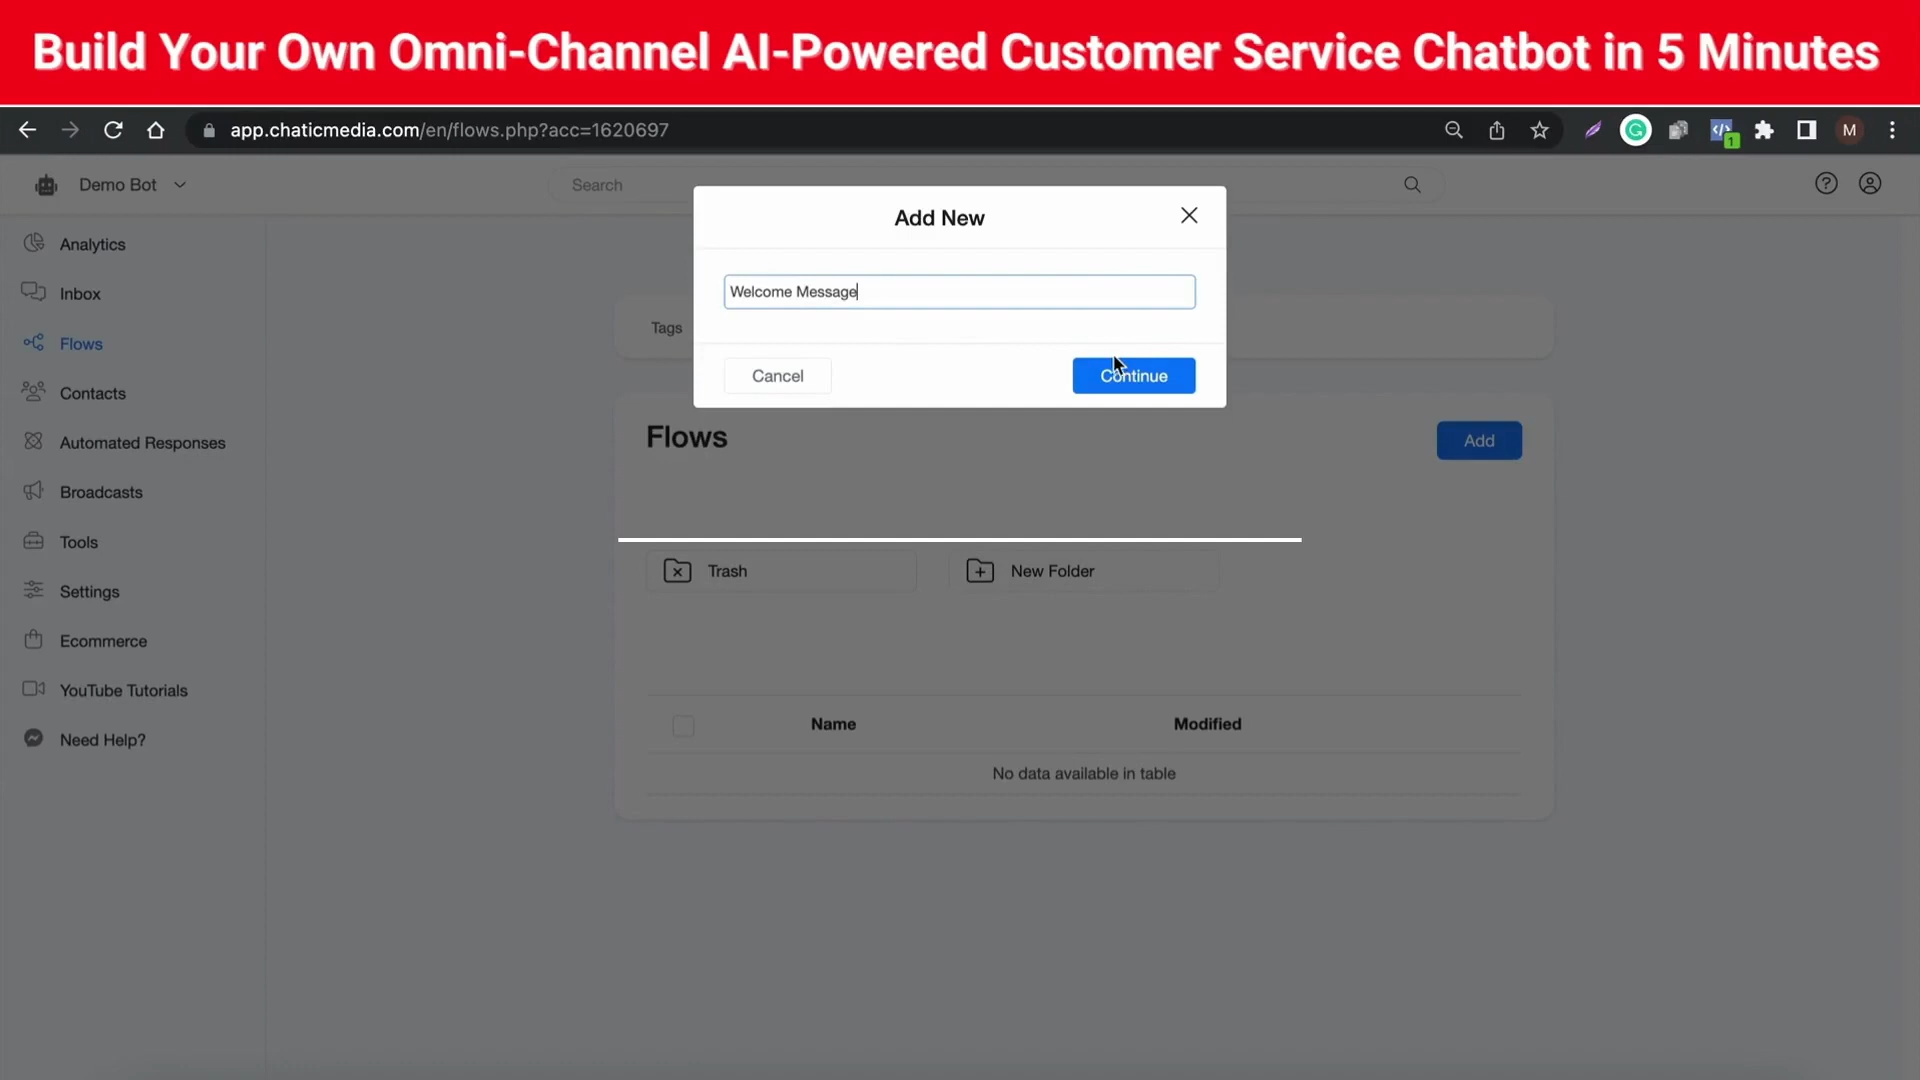 Build Your Own Omni-Channel AI-Powered Customer Service Chatbot in 5 Minutes
app.chaticmedia.com/en/flows.php?acc=1620697
1
M
Demo Bot
Search
Add New
Welcome Message
Cancel
Continue
Analytics
Inbox
Flows
Contacts
Automated Responses
Broadcasts
Tools
Settings
Ecommerce
YouTube Tutorials
Need Help?
Tags
Flows
Add
Trash
New Folder
Name
Modified
No data available in table